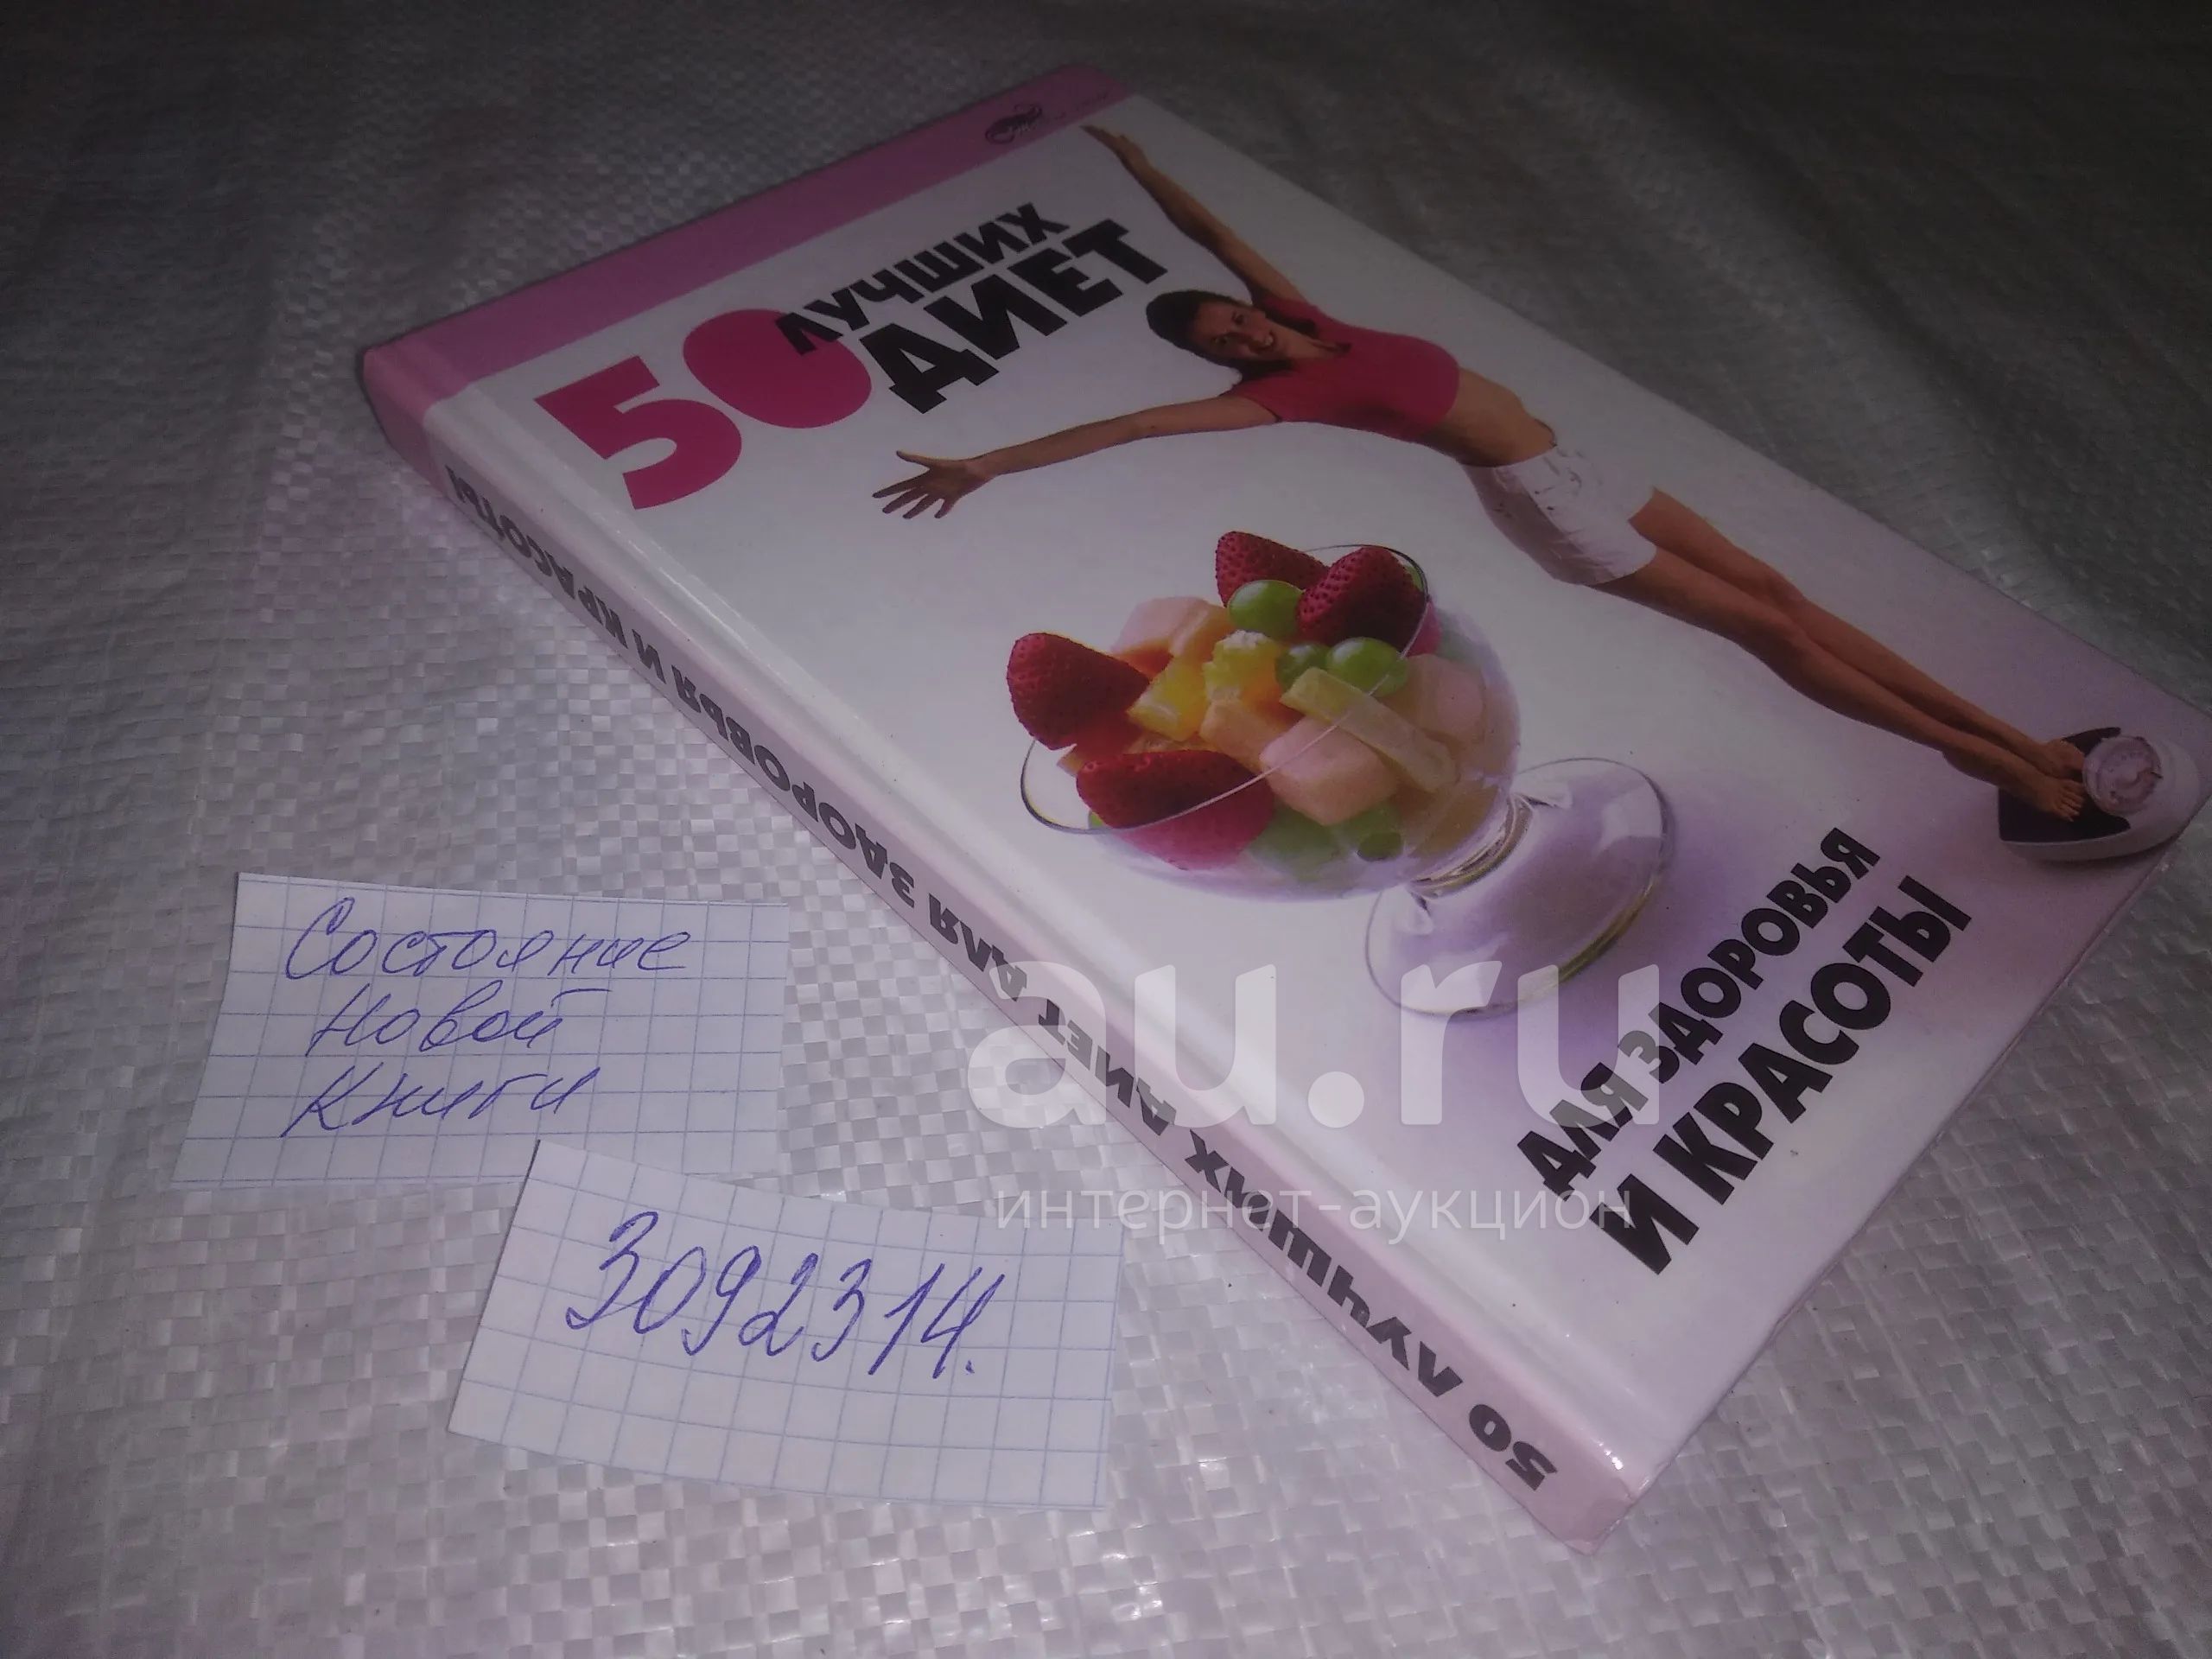 50 ЛУЧШИХ
ДИЕТ
ДЛЯ ЗДОРОВЬЯ
И КРАСОТЫ
50 ЛУЧШИХ ДИЕТ ДЛЯ ЗДОРОВЬЯ И КРАСОТЫ
Состояние
Новой
Книги
3092314.
au.ru
интернет-аукцион